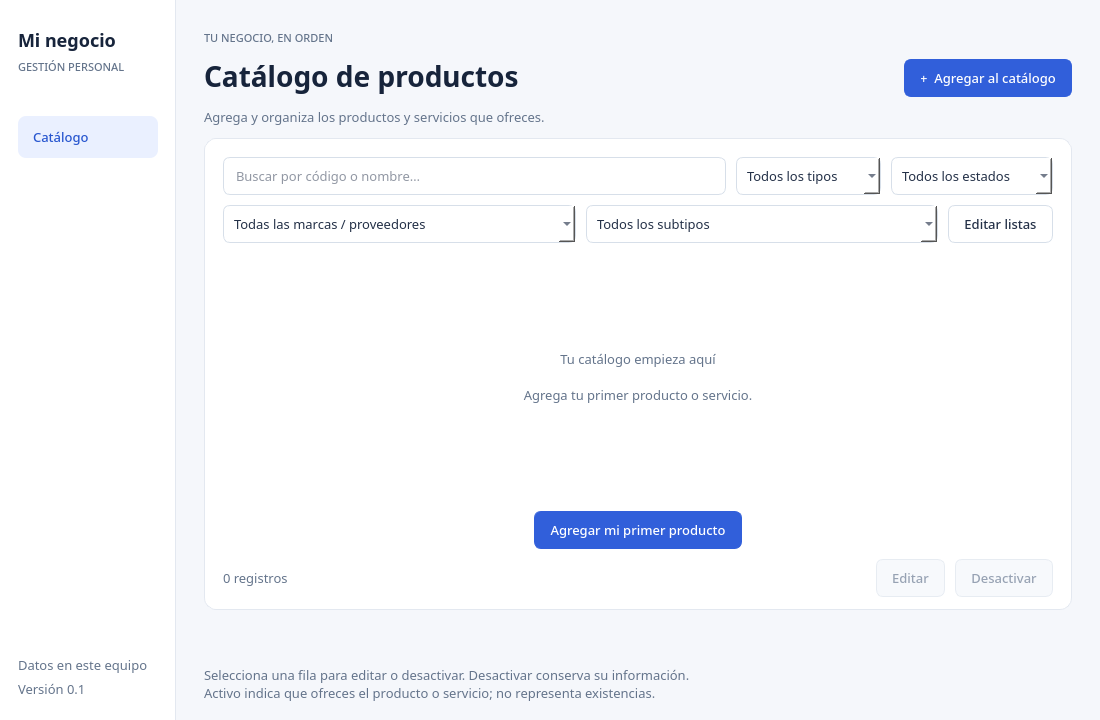 Mi negocio
GESTIÓN PERSONAL
Catálogo
Datos en este equipo
Versión 0.1
TU NEGOCIO, EN ORDEN
Catálogo de productos
+ Agregar al catálogo
Agrega y organiza los productos y servicios que ofreces.
Buscar por código o nombre...
Todos los tipos
Todos los estados
Todas las marcas / proveedores
Todos los subtipos
Editar listas
Tu catálogo empieza aquí
Agrega tu primer producto o servicio.
Agregar mi primer producto
0 registros
Editar
Desactivar
Selecciona una fila para editar o desactivar. Desactivar conserva su información.
Activo indica que ofreces el producto o servicio; no representa existencias.